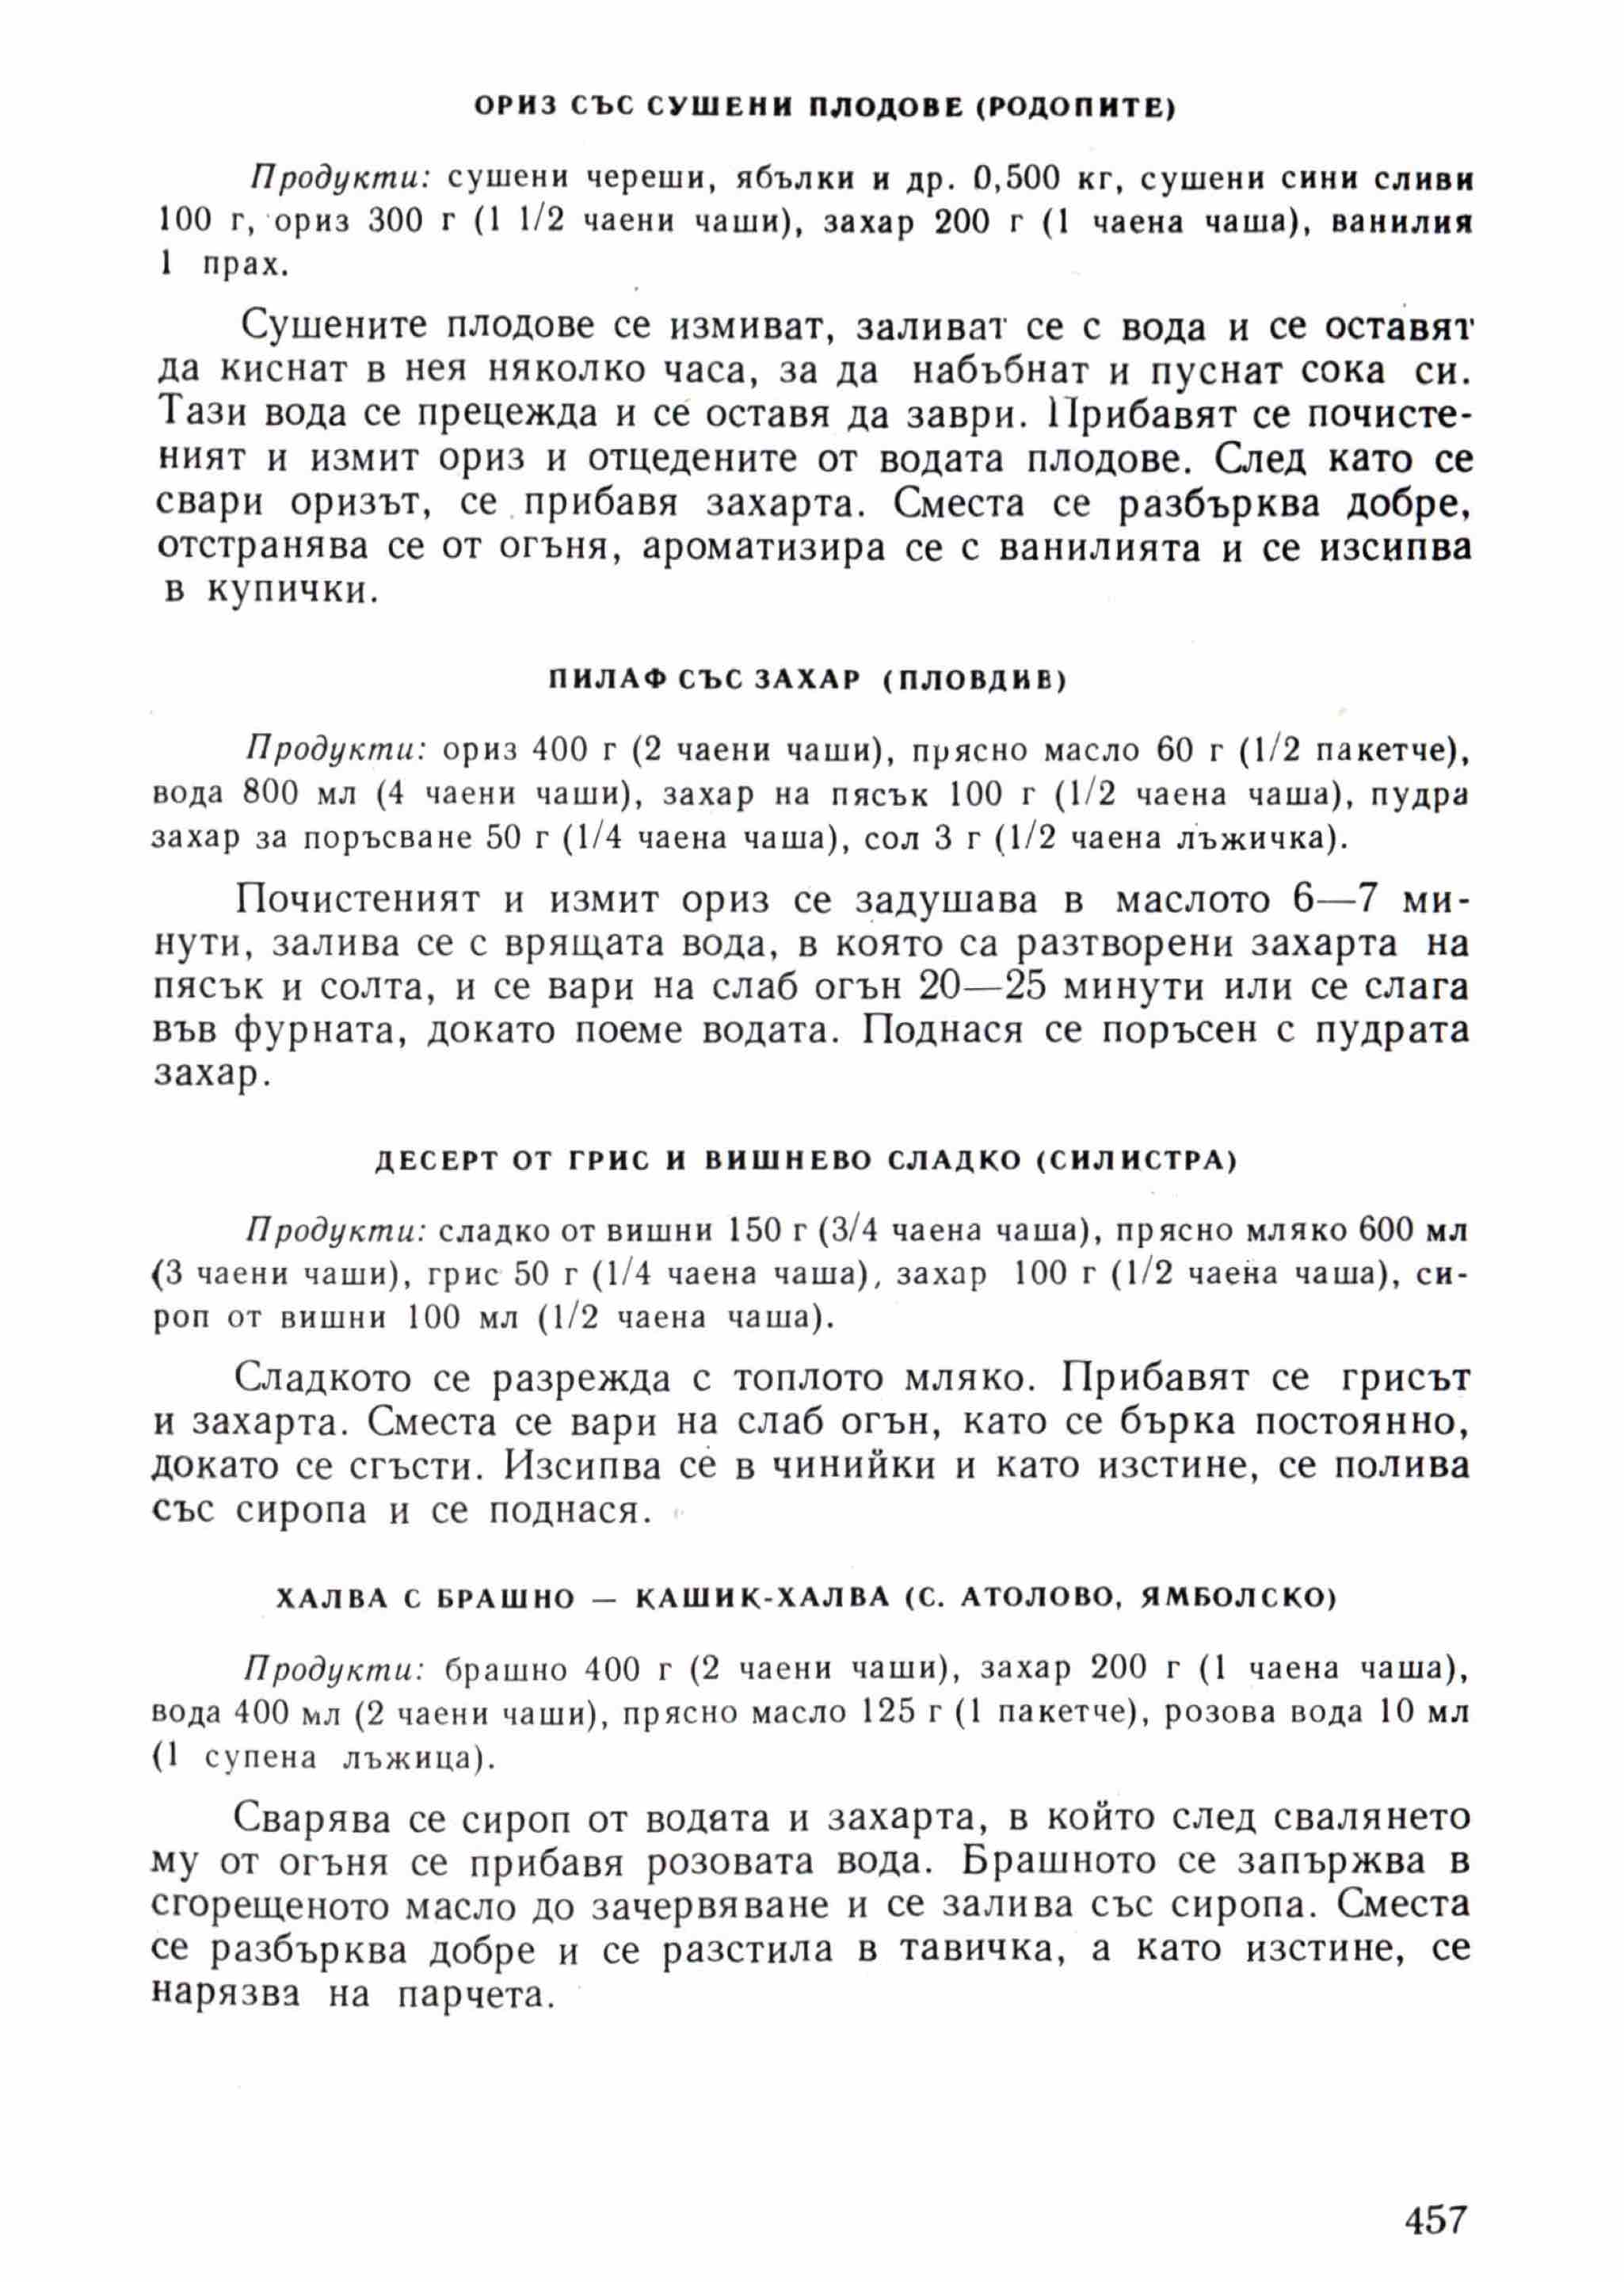 ОРИЗ СЪС СУШЕНИ ПЛОДОВЕ (РОДОПИТЕ)
Продукти: сушени череши, ябълки и др. 0,500 кг, сушени сини сливи
100 г, ориз 300 г (1 1/2 чаени чаши), захар 200 г (1 чаена чаша), ванилия
1 прах.
Сушените плодове се измиват, заливат се с вода и се оставят
да киснат в нея няколко часа, за да набъбнат и пуснат сока си.
Тази вода се прецежда и се оставя да заври. Прибавят се почисте-
ният и измит ориз и отцедените от водата плодове. След като се
свари оризът, се прибавя захарта. Сместа се разбърква добре,
отстранява се от огъня, ароматизира се с ванилията и се изсипва
в купички.
ПИЛАФ СЪС ЗАХАР (ПЛОВДИВ)
Продукти: ориз 400 г (2 чаени чаши), прясно масло 60 г (1/2 пакетче),
вода 800 мл (4 чаени чаши), захар на пясък 100 г (1/2 чаена чаша), пудра
захар за поръсване 50 г (1/4 чаена чаша), сол 3 г (1/2 чаена лъжичка).
Почистеният и измит ориз се задушава в маслото 6—7 ми-
нути, залива се с врящата вода, в която са разтворени захарта на
пясък и солта, и се вари на слаб огън 20—25 минути или се слага
във фурната, докато поеме водата. Поднася се поръсен с пудрата
захар.
ДЕСЕРТ ОТ ГРИС И ВИШНЕВО СЛАДКО (СИЛИСТРА)
Продукти: сладко от вишни 150 г (3/4 чаена чаша), прясно мляко 600 мл
(3 чаени чаши), грис 50 г (1/4 чаена чаша), захар 100 г (1/2 чаена чаша), си-
роп от вишни 100 мл (1/2 чаена чаша).
Сладкото се разрежда с топлото мляко. Прибавят се грисът
и захарта. Сместа се вари на слаб огън, като се бърка постоянно,
докато се сгъсти. Изсипва се в чинийки и като изстине, се полива
със сиропа и се поднася.
ХАЛВА С БРАШНО — КАШИК-ХАЛВА (С. АТОЛОВО, ЯМБОЛСКО)
Продукти: брашно 400 г (2 чаени чаши), захар 200 г (1 чаена чаша),
вода 400 мл (2 чаени чаши), прясно масло 125 г (1 пакетче), розова вода 10 мл
(1 супена лъжица).
Сварява се сироп от водата и захарта, в който след свалянето
му от огъня се прибавя розовата вода. Брашното се запържва в
сгорещеното масло до зачервяване и се залива със сиропа. Сместа
се разбърква добре и се разстила в тавичка, а като изстине, се
нарязва на парчета.
457